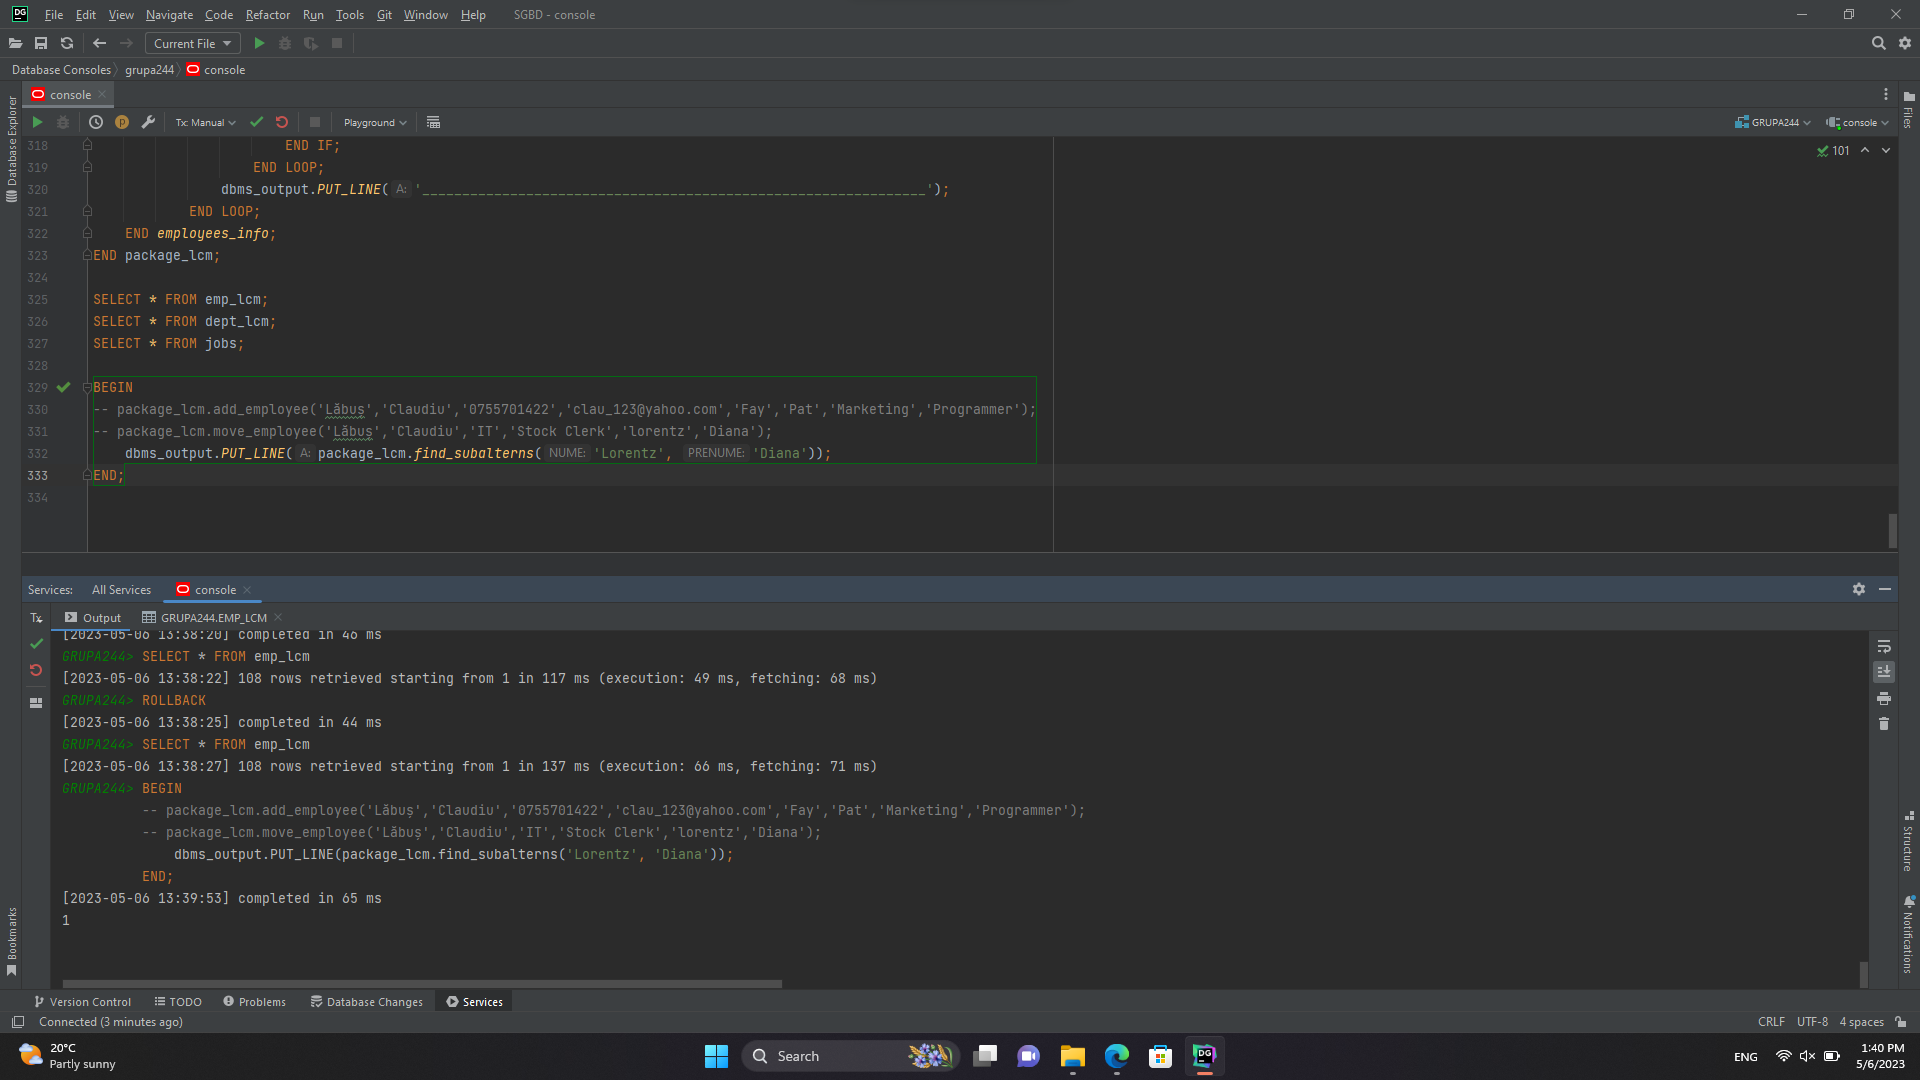 DG File Edit View Navigate Code Refactor Run Tools Git Window Help SGBD - console
Current File
Database Consoles grupa244 console
console
Tx: Manual Playground GRUPA244 console
318 END IF; 101
319 END LOOP;
320 dbms_output.PUT_LINE( A: '_______________________________________________________________');
321 END LOOP;
322 END employees_info;
323 END package_lcm;
324
325 SELECT * FROM emp_lcm;
326 SELECT * FROM dept_lcm;
327 SELECT * FROM jobs;
328
329 BEGIN
330 -- package_lcm.add_employee('Lăbuș','Claudiu','0755701422','clau_123@yahoo.com','Fay','Pat','Marketing','Programmer');
331 -- package_lcm.move_employee('Lăbuș','Claudiu','IT','Stock Clerk','lorentz','Diana');
332 dbms_output.PUT_LINE( A: package_lcm.find_subalterns( NUME: 'Lorentz', PRENUME: 'Diana'));
333 END;
334
Database Explorer
Files
Services: All Services console
Tx Output GRUPA244.EMP_LCM
[2023-05-06 13:38:20] completed in 46 ms
GRUPA244> SELECT * FROM emp_lcm
[2023-05-06 13:38:22] 108 rows retrieved starting from 1 in 117 ms (execution: 49 ms, fetching: 68 ms)
GRUPA244> ROLLBACK
[2023-05-06 13:38:25] completed in 44 ms
GRUPA244> SELECT * FROM emp_lcm
[2023-05-06 13:38:27] 108 rows retrieved starting from 1 in 137 ms (execution: 66 ms, fetching: 71 ms)
GRUPA244> BEGIN
-- package_lcm.add_employee('Lăbuș','Claudiu','0755701422','clau_123@yahoo.com','Fay','Pat','Marketing','Programmer');
-- package_lcm.move_employee('Lăbuș','Claudiu','IT','Stock Clerk','lorentz','Diana');
dbms_output.PUT_LINE(package_lcm.find_subalterns('Lorentz', 'Diana'));
END;
[2023-05-06 13:39:53] completed in 65 ms
1
Bookmarks
Structure
Notifications
Version Control TODO Problems Database Changes Services
Connected (3 minutes ago) CRLF UTF-8 4 spaces
20°C
Partly sunny
Search
DG
ENG
1:40 PM
5/6/2023